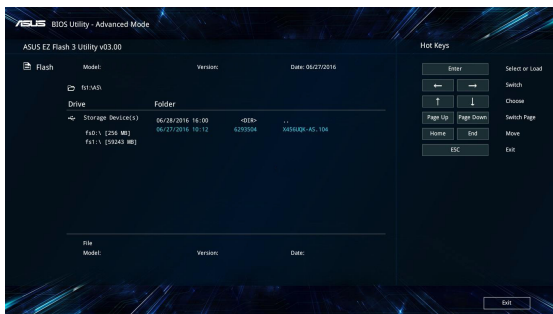 ASUS BIOS Utility - Advanced Mode
ASUS EZ Flash 3 Utility v03.00
Hot Keys
Flash
Model: Version: Date: 06/27/2016
Enter Select or Load
fs1:\AS\
← → Switch
Drive Folder
↑ ↓ Choose
Storage Device(s) 06/28/2016 16:00 <DIR> ..
Page Up Page Down Switch Page
fs0:\ [256 MB] 06/27/2016 10:12 6293504 X456UQK-AS.104
Home End Move
fs1:\ [59243 MB]
ESC Exit
File
Model: Version: Date:
Exit